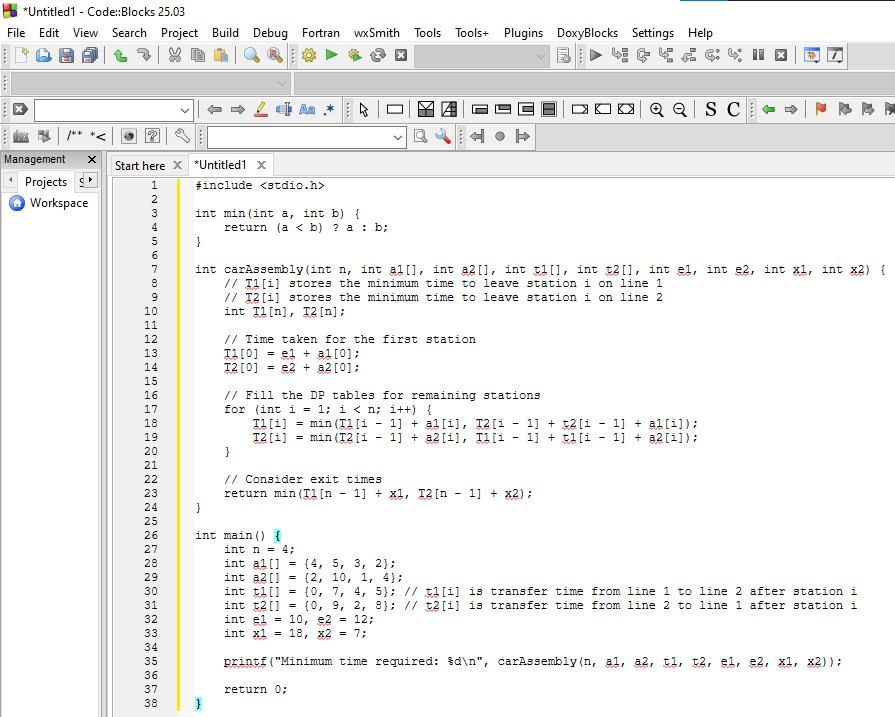 *Untitled1 - Code::Blocks 25.03
File Edit View Search Project Build Debug Fortran wxSmith Tools Tools+ Plugins DoxyBlocks Settings Help
Aa .* S C
/** *<
Management
Projects
Workspace
Start here *Untitled1
1 #include <stdio.h>
2
3 int min(int a, int b) {
4 return (a < b) ? a : b;
5 }
6
7 int carAssembly(int n, int a1[], int a2[], int t1[], int t2[], int e1, int e2, int x1, int x2) {
8 // T1[i] stores the minimum time to leave station i on line 1
9 // T2[i] stores the minimum time to leave station i on line 2
10 int T1[n], T2[n];
11
12 // Time taken for the first station
13 T1[0] = e1 + a1[0];
14 T2[0] = e2 + a2[0];
15
16 // Fill the DP tables for remaining stations
17 for (int i = 1; i < n; i++) {
18 T1[i] = min(T1[i - 1] + a1[i], T2[i - 1] + t2[i - 1] + a1[i]);
19 T2[i] = min(T2[i - 1] + a2[i], T1[i - 1] + t1[i - 1] + a2[i]);
20 }
21
22 // Consider exit times
23 return min(T1[n - 1] + x1, T2[n - 1] + x2);
24 }
25
26 int main() {
27 int n = 4;
28 int a1[] = {4, 5, 3, 2};
29 int a2[] = {2, 10, 1, 4};
30 int t1[] = {0, 7, 4, 5}; // t1[i] is transfer time from line 1 to line 2 after station i
31 int t2[] = {0, 9, 2, 8}; // t2[i] is transfer time from line 2 to line 1 after station i
32 int e1 = 10, e2 = 12;
33 int x1 = 18, x2 = 7;
34
35 printf("Minimum time required: %d\n", carAssembly(n, a1, a2, t1, t2, e1, e2, x1, x2));
36
37 return 0;
38 }